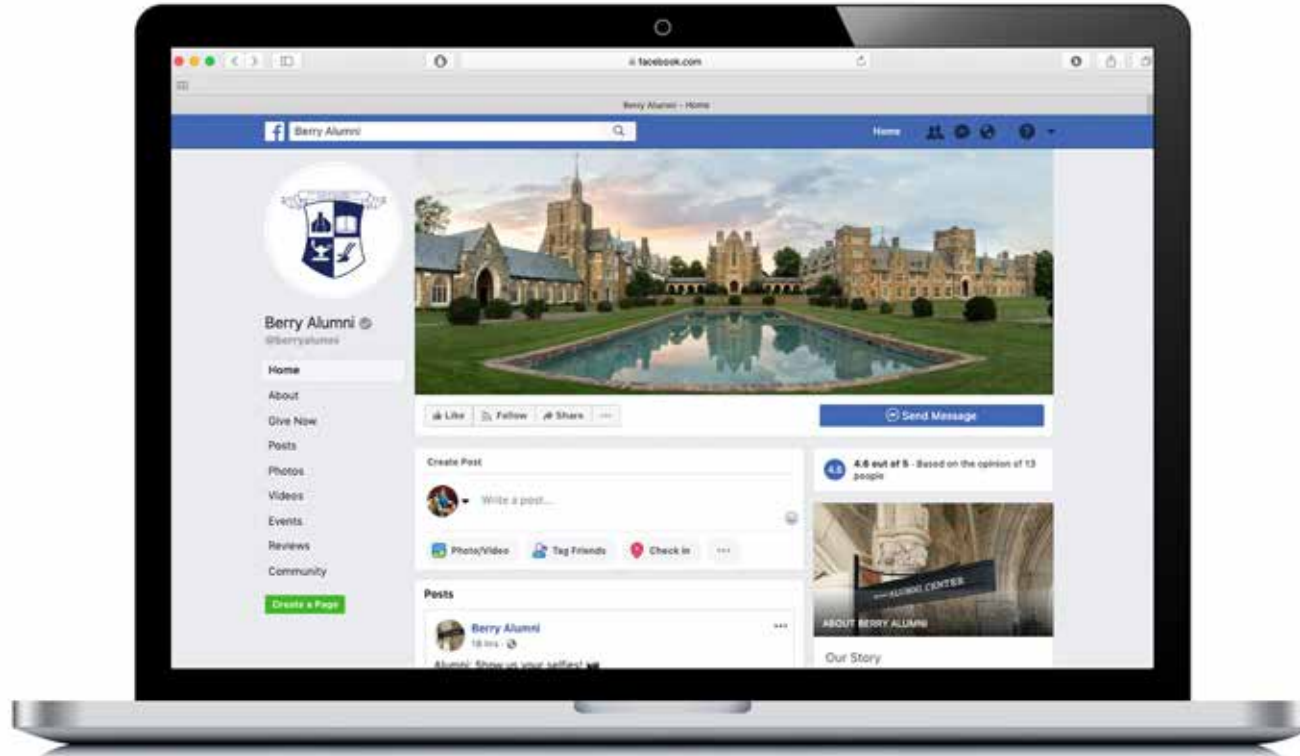 facebook.com
Berry Alumni - Home
Berry Alumni
Home
Berry Alumni
@berryalumni
Home
About
Give Now
Posts
Photos
Videos
Events
Reviews
Community
Create a Page
Like Follow Share ...
Send Message
Create Post
Write a post...
Photo/Video Tag Friends Check in ...
Posts
Berry Alumni ...
18 hrs ·
Alumni: Show us your selfies!
4.6 4.6 out of 5 · Based on the opinion of 13
people
ALUMNI CENTER
ABOUT BERRY ALUMNI
Our Story